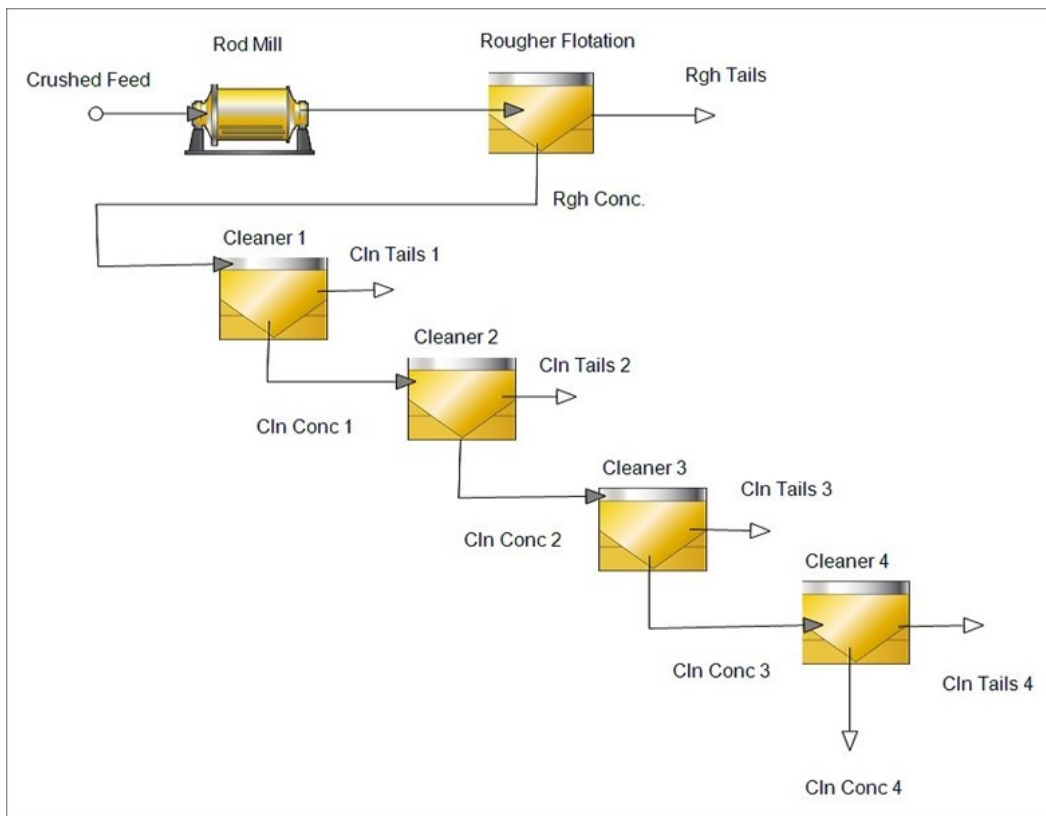 Rod Mill
Rougher Flotation
Crushed Feed
Rgh Tails
Rgh Conc.
Cleaner 1
Cln Tails 1
Cleaner 2
Cln Tails 2
Cln Conc 1
Cleaner 3
Cln Tails 3
Cln Conc 2
Cleaner 4
Cln Conc 3
Cln Tails 4
Cln Conc 4